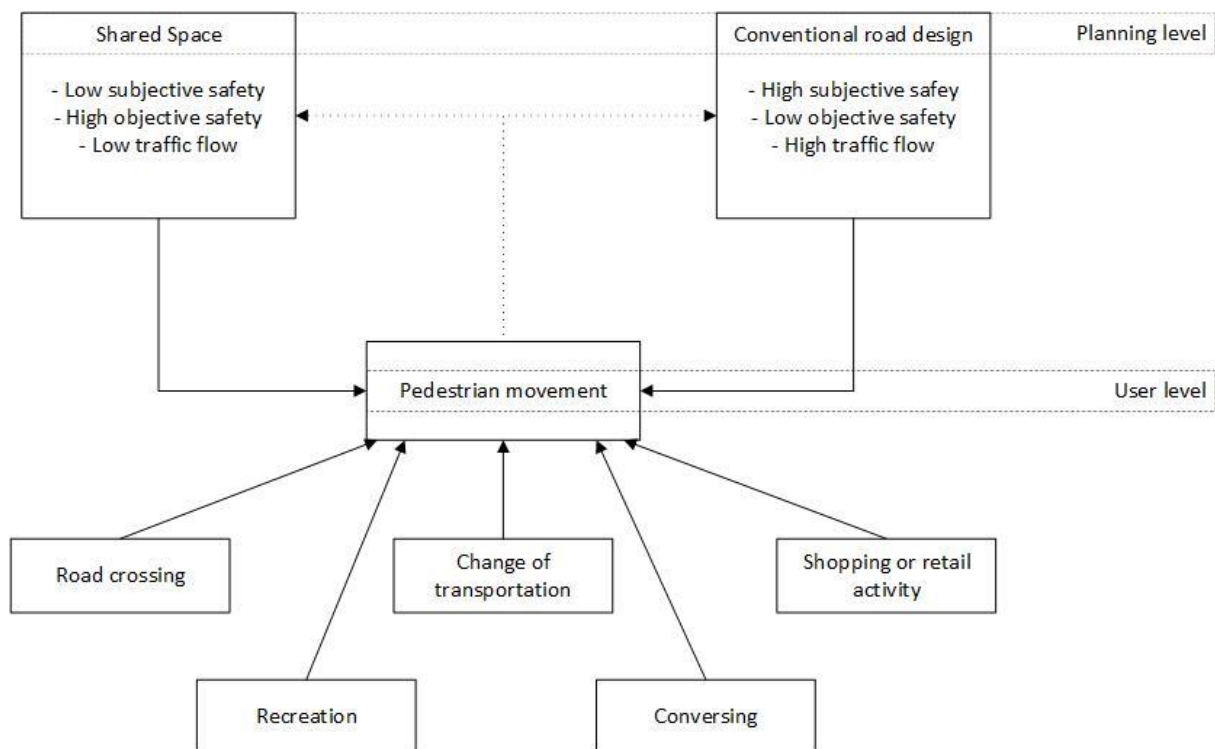 Shared Space
- Low subjective safety
- High objective safety
- Low traffic flow
Conventional road design
- High subjective safey
- Low objective safety
- High traffic flow
Planning level
Pedestrian movement
User level
Road crossing
Change of
transportation
Shopping or retail
activity
Recreation
Conversing